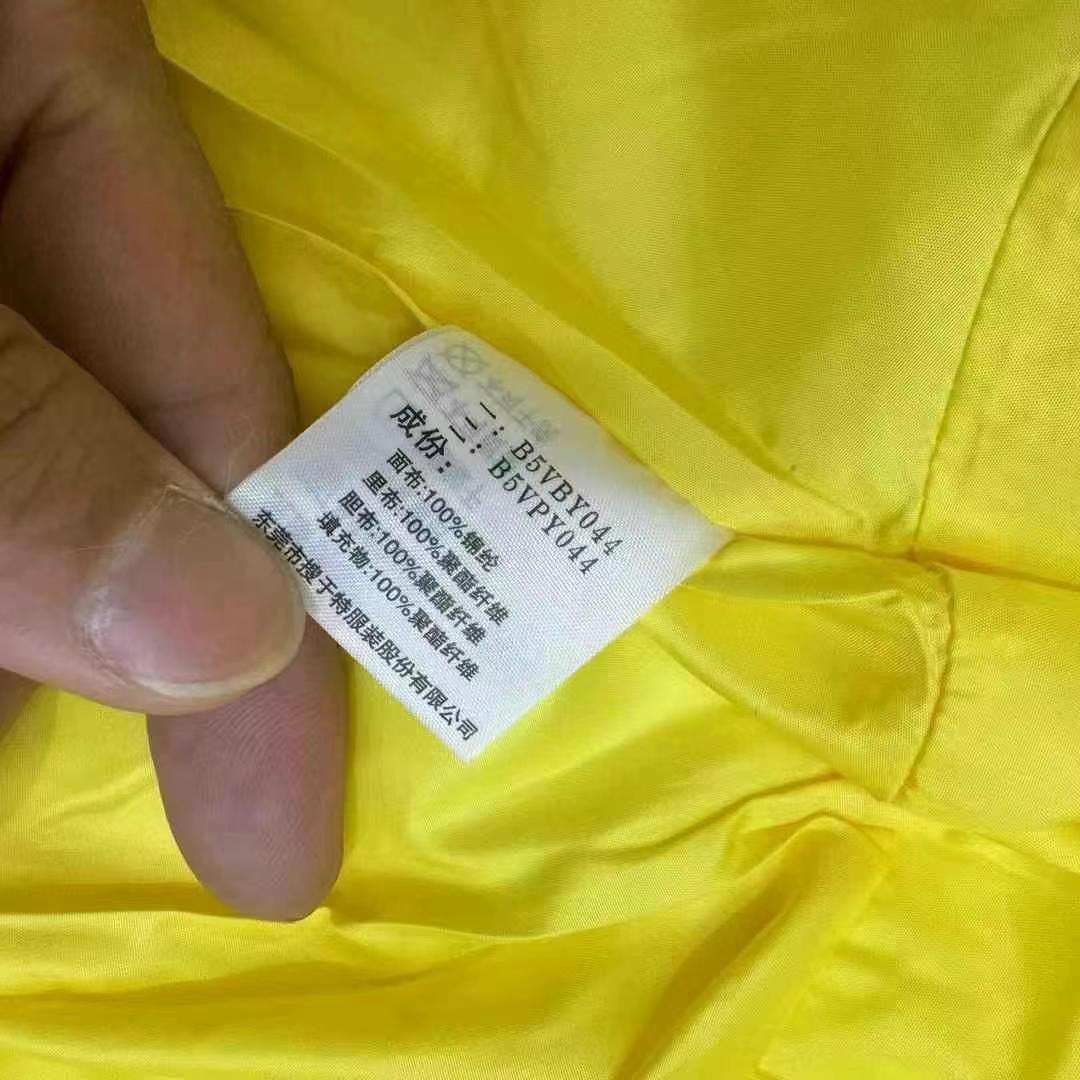 一：B5VBY044
二：B5VPY044
成份：
面布:100%锦纶
里布:100%聚酯纤维
胆布:100%聚酯纤维
填充物:100%聚酯纤维
东莞市搜于特服装股份有限公司